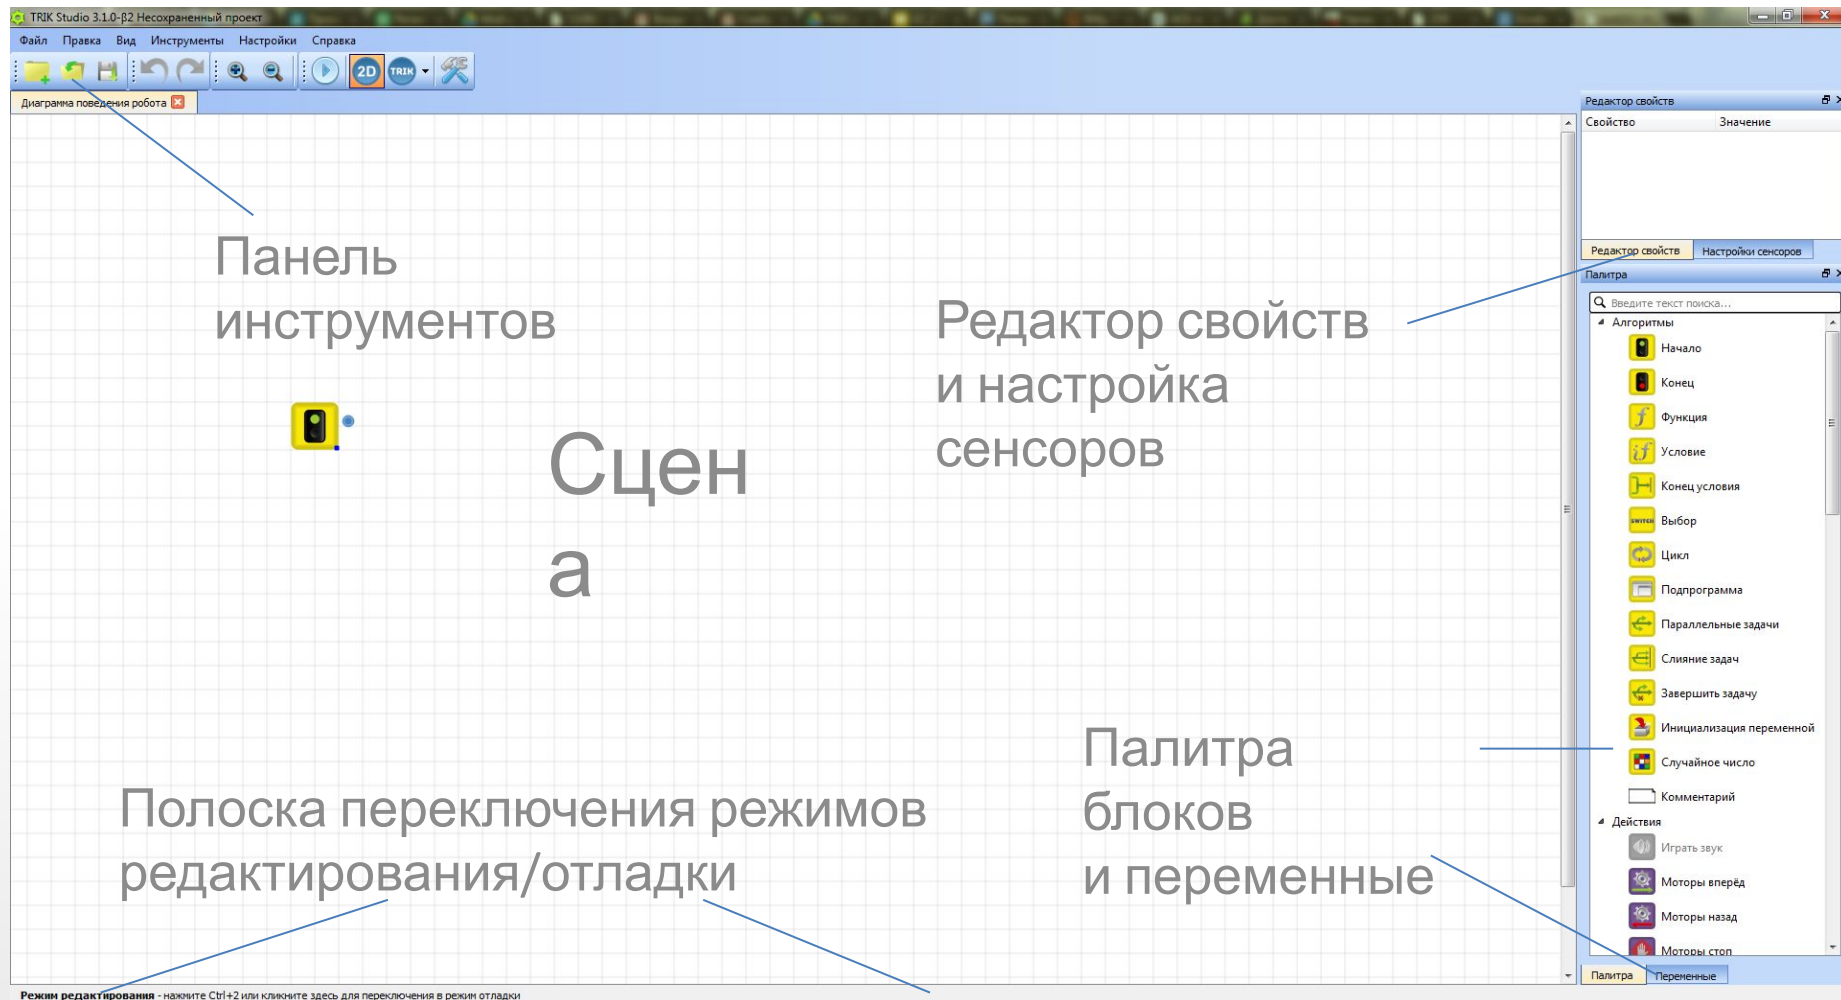 TRIK Studio 3.1.0-β2 Несохраненный проект
Файл Правка Вид Инструменты Настройки Справка
2D TRIK
Диаграмма поведения робота
Редактор свойств
Свойство Значение
Панель
инструментов
Редактор свойств Настройки сенсоров
Палитра
Введите текст поиска...
Редактор свойств
и настройка
сенсоров
Сцен
а
Алгоритмы
Начало
Конец
f Функция
if Условие
Конец условия
SWITCH Выбор
Цикл
Подпрограмма
Параллельные задачи
Слияние задач
Завершить задачу
Инициализация переменной
Случайное число
Комментарий
Действия
Играть звук
Моторы вперёд
Моторы назад
Моторы стоп
Палитра
блоков
и переменные
Полоска переключения режимов
редактирования/отладки
Палитра Переменные
Режим редактирования - нажмите Ctrl+2 или кликните здесь для переключения в режим отладки